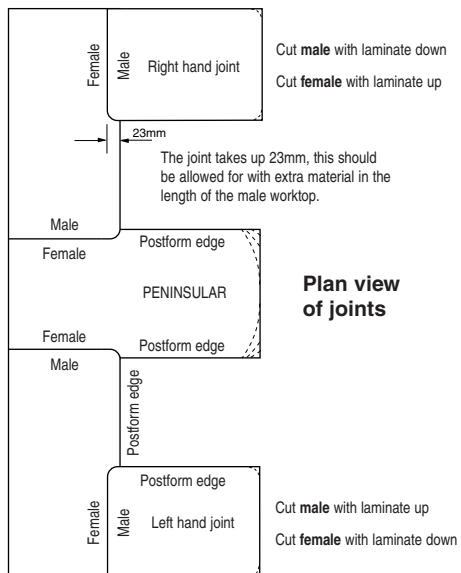 Female
Male
Right hand joint
Cut male with laminate down
Cut female with laminate up
23mm
The joint takes up 23mm, this should
be allowed for with extra material in the
length of the male worktop.
Male
Female
Postform edge
PENINSULAR
Plan view
of joints
Female
Postform edge
Male
Postform edge
Postform edge
Female
Male
Left hand joint
Cut male with laminate up
Cut female with laminate down